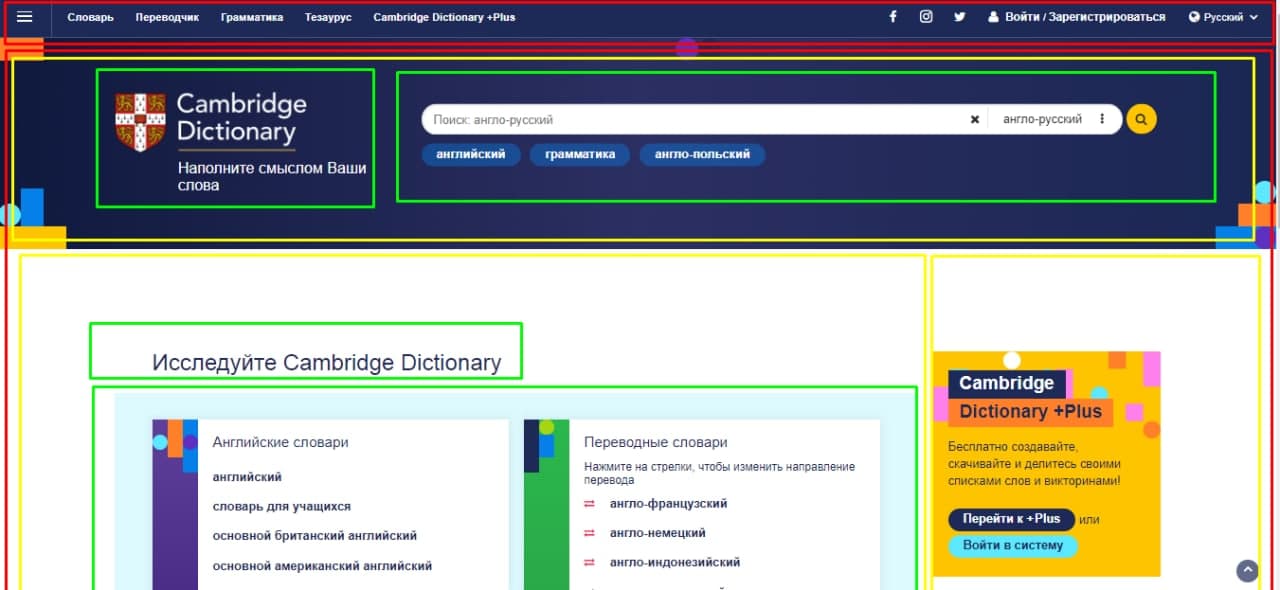 Словарь Переводчик Грамматика Тезаурус Cambridge Dictionary +Plus Войти / Зарегистрироваться Русский
Cambridge
Dictionary
Наполните смыслом Ваши
слова
Поиск: англо-русский англо-русский
английский грамматика англо-польский
Исследуйте Cambridge Dictionary
Английские словари
английский
словарь для учащихся
основной британский английский
основной американский английский
Переводные словари
Нажмите на стрелки, чтобы изменить направление
перевода
англо-французский
англо-немецкий
англо-индонезийский
Cambridge
Dictionary +Plus
Бесплатно создавайте,
скачивайте и делитесь своими
списками слов и викторинами!
Перейти к +Plus или
Войти в систему